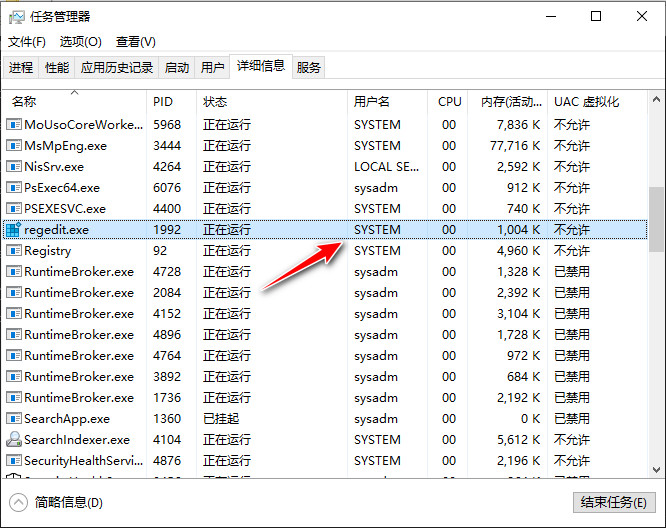 任务管理器
文件(F) 选项(O) 查看(V)
进程 性能 应用历史记录 启动 用户 详细信息 服务
名称 PID 状态 用户名 CPU 内存(活动... UAC 虚拟化
MoUsoCoreWorke... 5968 正在运行 SYSTEM 00 7,836 K 不允许
MsMpEng.exe 3444 正在运行 SYSTEM 00 77,716 K 不允许
NisSrv.exe 4264 正在运行 LOCAL SE... 00 2,592 K 不允许
PsExec64.exe 6076 正在运行 sysadm 00 912 K 不允许
PSEXESVC.exe 4400 正在运行 SYSTEM 00 740 K 不允许
regedit.exe 1992 正在运行 SYSTEM 00 1,004 K 不允许
Registry 92 正在运行 SYSTEM 00 4,960 K 不允许
RuntimeBroker.exe 4728 正在运行 sysadm 00 1,328 K 已禁用
RuntimeBroker.exe 2084 正在运行 sysadm 00 2,392 K 已禁用
RuntimeBroker.exe 4152 正在运行 sysadm 00 3,104 K 已禁用
RuntimeBroker.exe 4896 正在运行 sysadm 00 1,728 K 已禁用
RuntimeBroker.exe 4764 正在运行 sysadm 00 972 K 已禁用
RuntimeBroker.exe 3892 正在运行 sysadm 00 684 K 已禁用
RuntimeBroker.exe 1736 正在运行 sysadm 00 2,192 K 已禁用
SearchApp.exe 1360 已挂起 sysadm 00 0 K 已禁用
SearchIndexer.exe 4104 正在运行 SYSTEM 00 5,612 K 不允许
SecurityHealthServi... 4876 正在运行 SYSTEM 00 2,196 K 不允许
简略信息(D) 结束任务(E)